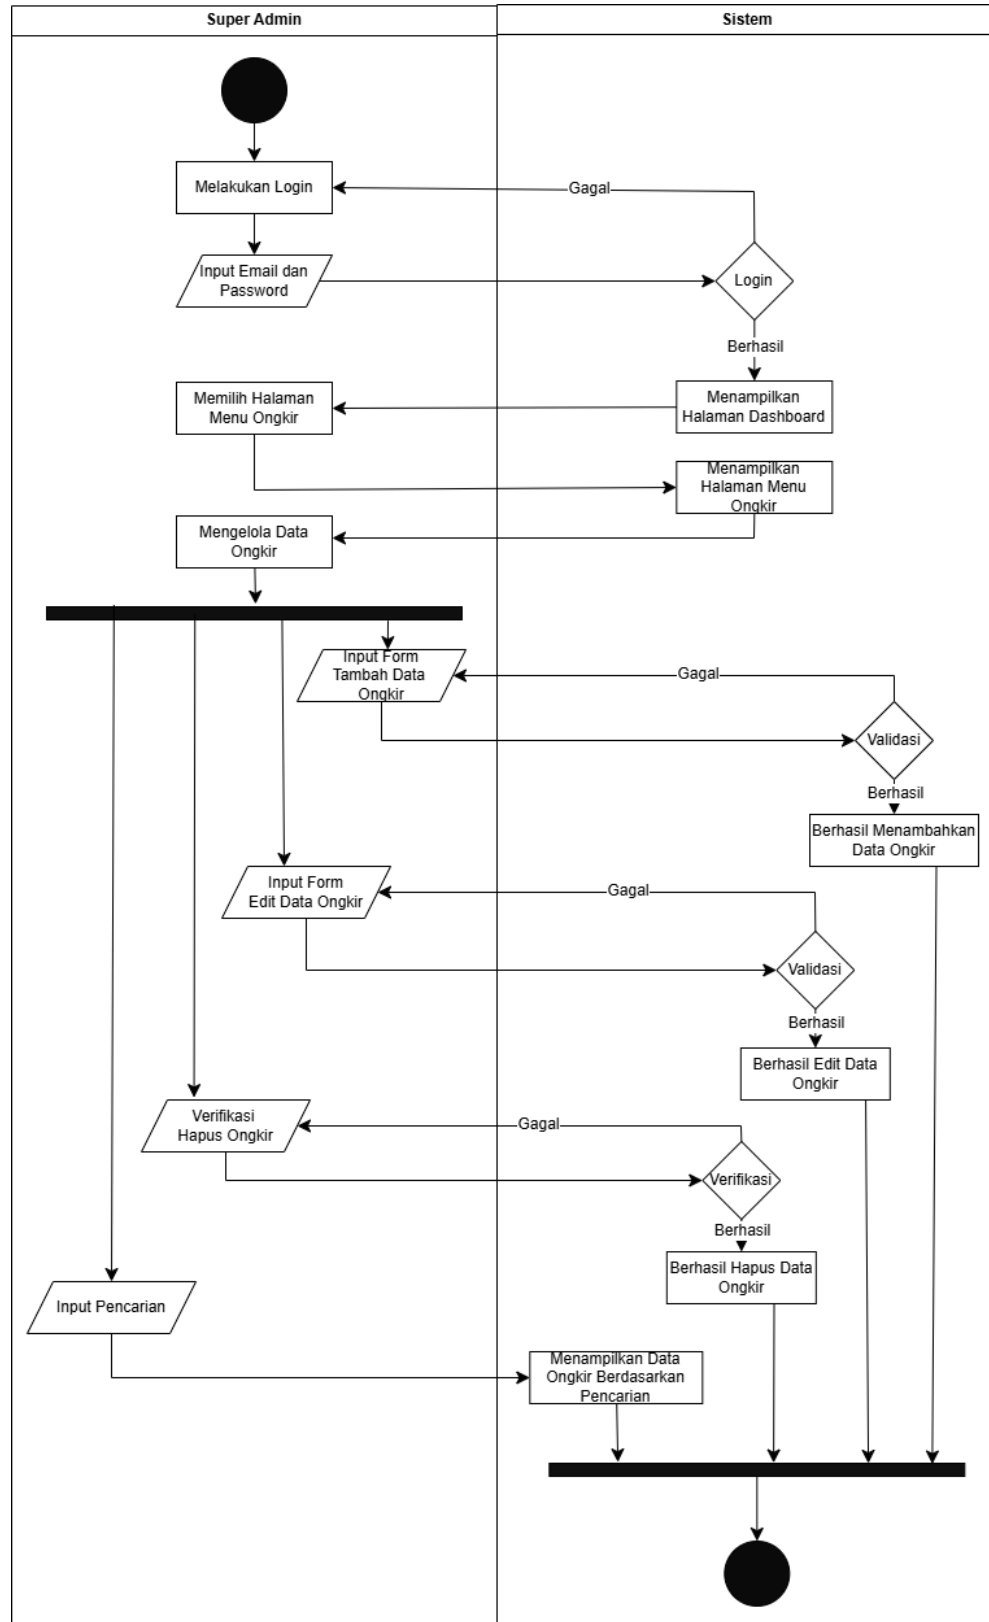 Super Admin
Sistem
Melakukan Login
Gagal
Input Email dan
Password
Login
Berhasil
Memilih Halaman
Menu Ongkir
Menampilkan
Halaman Dashboard
Menampilkan
Halaman Menu
Ongkir
Mengelola Data
Ongkir
Input Form
Tambah Data
Ongkir
Gagal
Validasi
Berhasil
Berhasil Menambahkan
Data Ongkir
Input Form
Edit Data Ongkir
Gagal
Validasi
Berhasil
Berhasil Edit Data
Ongkir
Verifikasi
Hapus Ongkir
Gagal
Verifikasi
Berhasil
Berhasil Hapus Data
Ongkir
Input Pencarian
Menampilkan Data
Ongkir Berdasarkan
Pencarian